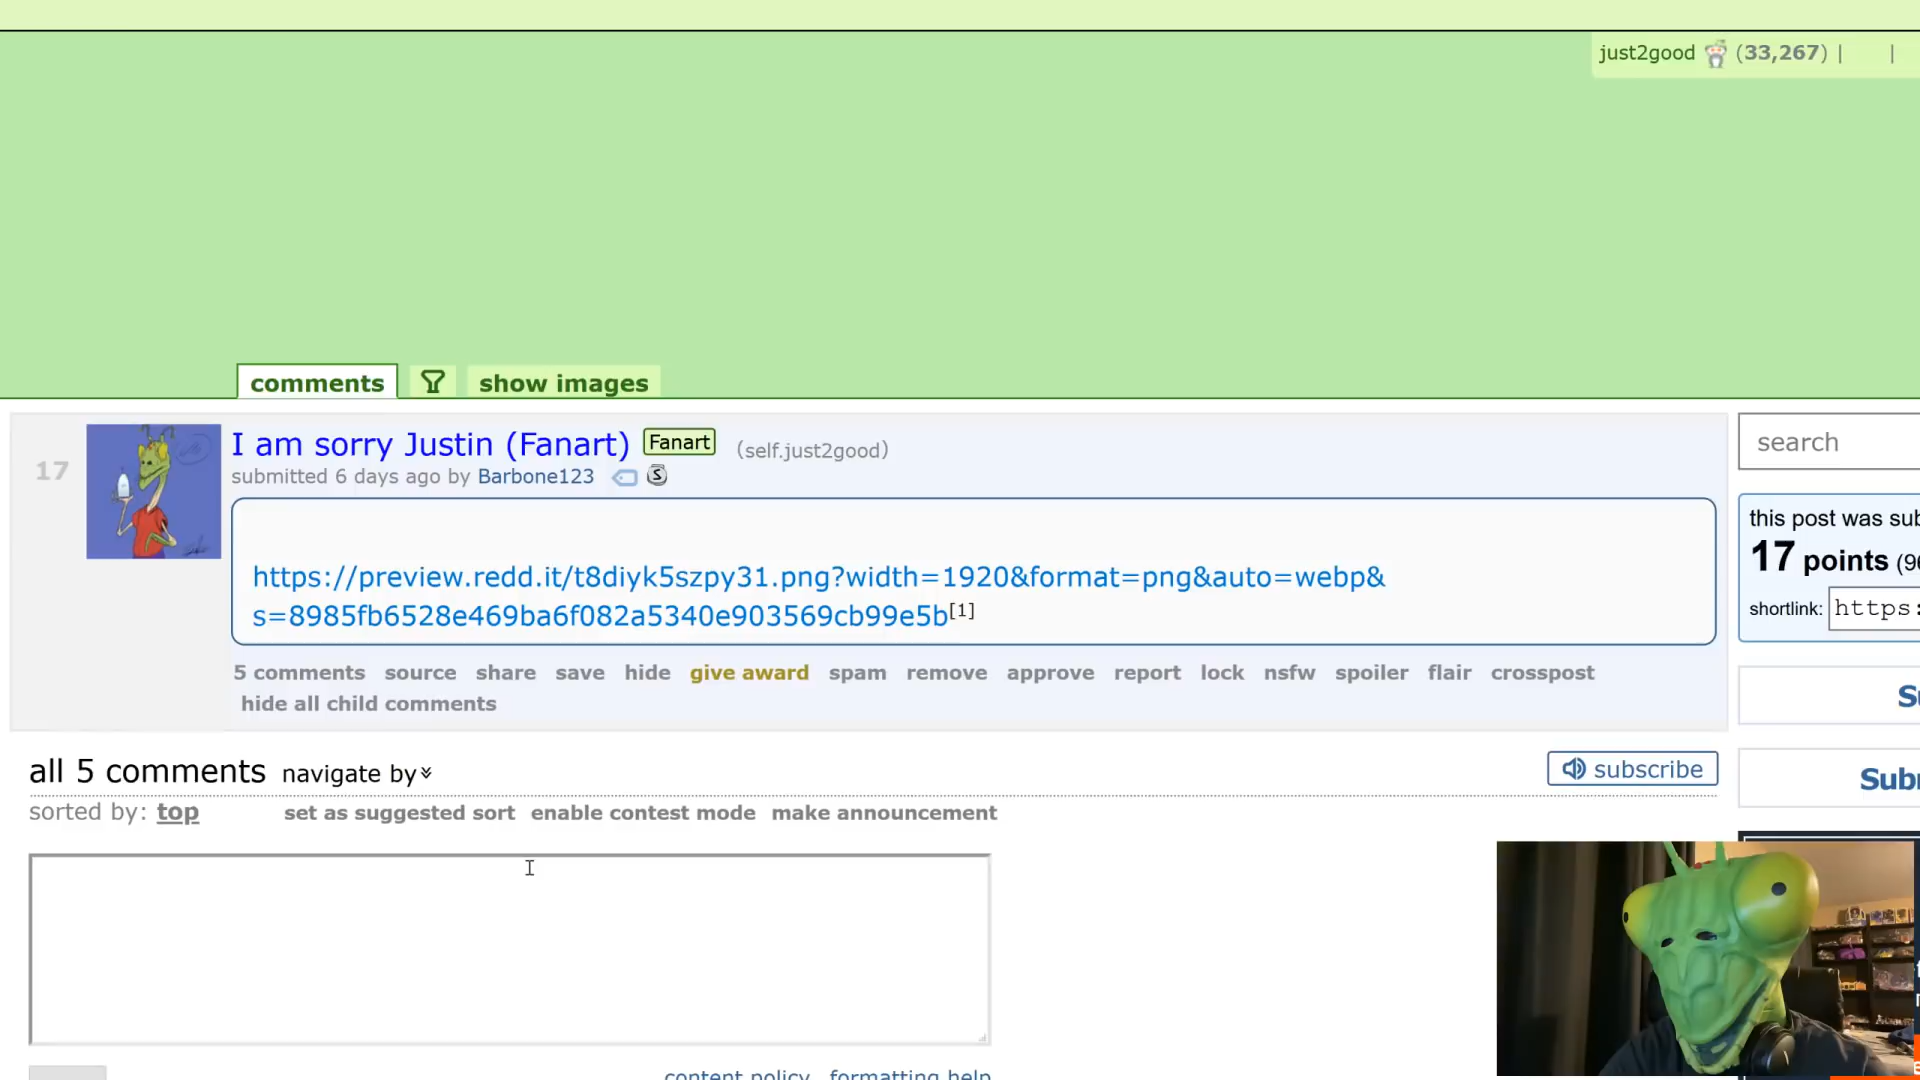 just2good (33,267) | |
comments show images
17
I am sorry Justin (Fanart) Fanart (self.just2good)
submitted 6 days ago by Barbone123
https://preview.redd.it/t8diyk5szpy31.png?width=1920&format=png&auto=webp&
s=8985fb6528e469ba6f082a5340e903569cb99e5b[1]
5 comments source share save hide give award spam remove approve report lock nsfw spoiler flair crosspost
hide all child comments
search
this post was sub
17 points (96
shortlink: https:
all 5 comments navigate by
subscribe
sorted by: top set as suggested sort enable contest mode make announcement
content policy formatting help